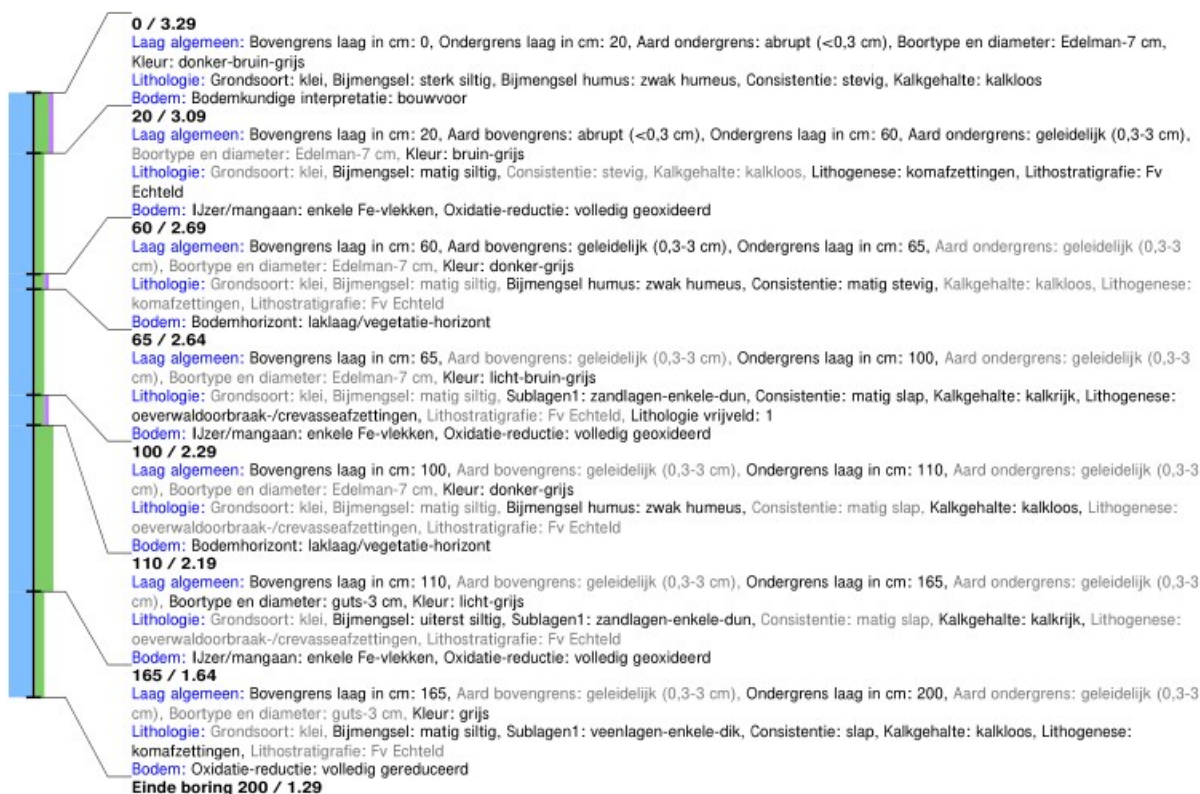 0 / 3.29
Laag algemeen: Bovengrens laag in cm: 0, Ondergrens laag in cm: 20, Aard ondergrens: abrupt (<0,3 cm), Boortype en diameter: Edelman-7 cm,
Kleur: donker-bruin-grijs
Lithologie: Grondsoort: klei, Bijmengsel: sterk siltig, Bijmengsel humus: zwak humeus, Consistentie: stevig, Kalkgehalte: kalkloos
Bodem: Bodemkundige interpretatie: bouwvoor
20 / 3.09
Laag algemeen: Bovengrens laag in cm: 20, Aard bovengrens: abrupt (<0,3 cm), Ondergrens laag in cm: 60, Aard ondergrens: geleidelijk (0,3-3 cm),
Boortype en diameter: Edelman-7 cm, Kleur: bruin-grijs
Lithologie: Grondsoort: klei, Bijmengsel: matig siltig, Consistentie: stevig, Kalkgehalte: kalkloos, Lithogenese: komafzettingen, Lithostratigrafie: Fv
Echteld
Bodem: IJzer/mangaan: enkele Fe-vlekken, Oxidatie-reductie: volledig geoxideerd
60 / 2.69
Laag algemeen: Bovengrens laag in cm: 60, Aard bovengrens: geleidelijk (0,3-3 cm), Ondergrens laag in cm: 65, Aard ondergrens: geleidelijk (0,3-3
cm), Boortype en diameter: Edelman-7 cm, Kleur: donker-grijs
Lithologie: Grondsoort: klei, Bijmengsel: matig siltig, Bijmengsel humus: zwak humeus, Consistentie: matig stevig, Kalkgehalte: kalkloos, Lithogenese:
komafzettingen, Lithostratigrafie: Fv Echteld
Bodem: Bodemhorizont: laklaag/vegetatie-horizont
65 / 2.64
Laag algemeen: Bovengrens laag in cm: 65, Aard bovengrens: geleidelijk (0,3-3 cm), Ondergrens laag in cm: 100, Aard ondergrens: geleidelijk (0,3-3
cm), Boortype en diameter: Edelman-7 cm, Kleur: licht-bruin-grijs
Lithologie: Grondsoort: klei, Bijmengsel: matig siltig, Sublagen1: zandlagen-enkele-dun, Consistentie: matig slap, Kalkgehalte: kalkrijk, Lithogenese:
oeverwaldoorbraak-/crevasseafzettingen, Lithostratigrafie: Fv Echteld, Lithologie vrijveld: 1
Bodem: IJzer/mangaan: enkele Fe-vlekken, Oxidatie-reductie: volledig geoxideerd
100 / 2.29
Laag algemeen: Bovengrens laag in cm: 100, Aard bovengrens: geleidelijk (0,3-3 cm), Ondergrens laag in cm: 110, Aard ondergrens: geleidelijk (0,3-3
cm), Boortype en diameter: Edelman-7 cm, Kleur: donker-grijs
Lithologie: Grondsoort: klei, Bijmengsel: matig siltig, Bijmengsel humus: zwak humeus, Consistentie: matig slap, Kalkgehalte: kalkloos, Lithogenese:
oeverwaldoorbraak-/crevasseafzettingen, Lithostratigrafie: Fv Echteld
Bodem: Bodemhorizont: laklaag/vegetatie-horizont
110 / 2.19
Laag algemeen: Bovengrens laag in cm: 110, Aard bovengrens: geleidelijk (0,3-3 cm), Ondergrens laag in cm: 165, Aard ondergrens: geleidelijk (0,3-3
cm), Boortype en diameter: guts-3 cm, Kleur: licht-grijs
Lithologie: Grondsoort: klei, Bijmengsel: uiterst siltig, Sublagen1: zandlagen-enkele-dun, Consistentie: matig slap, Kalkgehalte: kalkrijk, Lithogenese:
oeverwaldoorbraak-/crevasseafzettingen, Lithostratigrafie: Fv Echteld
Bodem: IJzer/mangaan: enkele Fe-vlekken, Oxidatie-reductie: volledig geoxideerd
165 / 1.64
Laag algemeen: Bovengrens laag in cm: 165, Aard bovengrens: geleidelijk (0,3-3 cm), Ondergrens laag in cm: 200, Aard ondergrens: geleidelijk (0,3-3
cm), Boortype en diameter: guts-3 cm, Kleur: grijs
Lithologie: Grondsoort: klei, Bijmengsel: matig siltig, Sublagen1: veenlagen-enkele-dik, Consistentie: slap, Kalkgehalte: kalkloos, Lithogenese:
komafzettingen, Lithostratigrafie: Fv Echteld
Bodem: Oxidatie-reductie: volledig gereduceerd
Einde boring 200 / 1.29